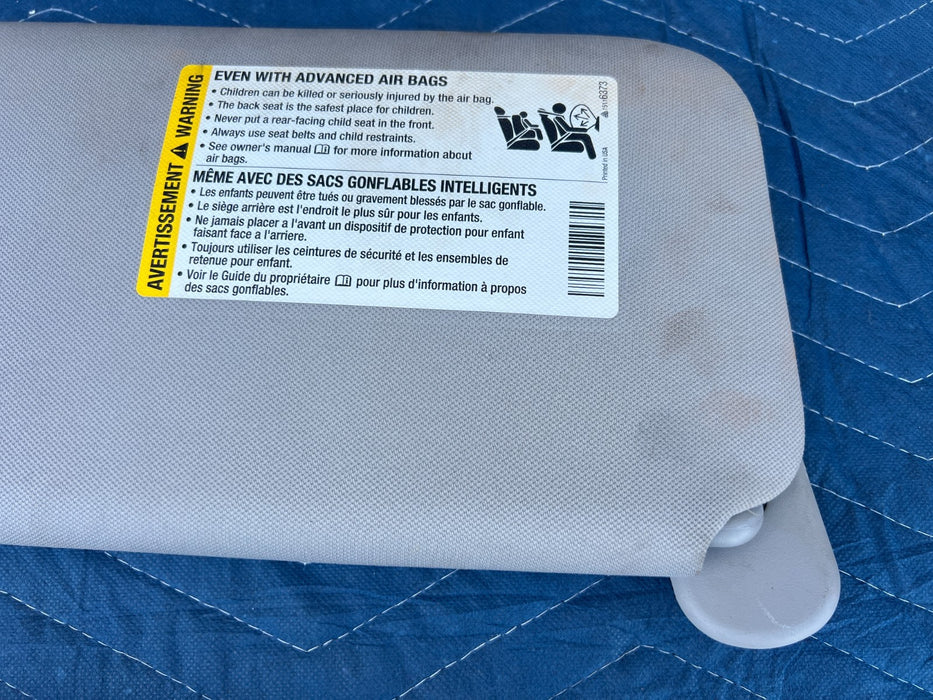 AVERTISSEMENT ⚠ WARNING
EVEN WITH ADVANCED AIR BAGS
• Children can be killed or seriously injured by the air bag.
• The back seat is the safest place for children.
• Never put a rear-facing child seat in the front.
• Always use seat belts and child restraints.
• See owner's manual for more information about
air bags.
MÊME AVEC DES SACS GONFLABLES INTELLIGENTS
• Les enfants peuvent être tués ou gravement blessés par le sac gonflable.
• Le siège arrière est l'endroit le plus sûr pour les enfants.
• Ne jamais placer a l'avant un dispositif de protection pour enfant
faisant face a l'arriere.
• Toujours utiliser les ceintures de sécurité et les ensembles de
retenue pour enfant.
• Voir le Guide du propriétaire pour plus d'information à propos
des sacs gonflables.
Printed in USA